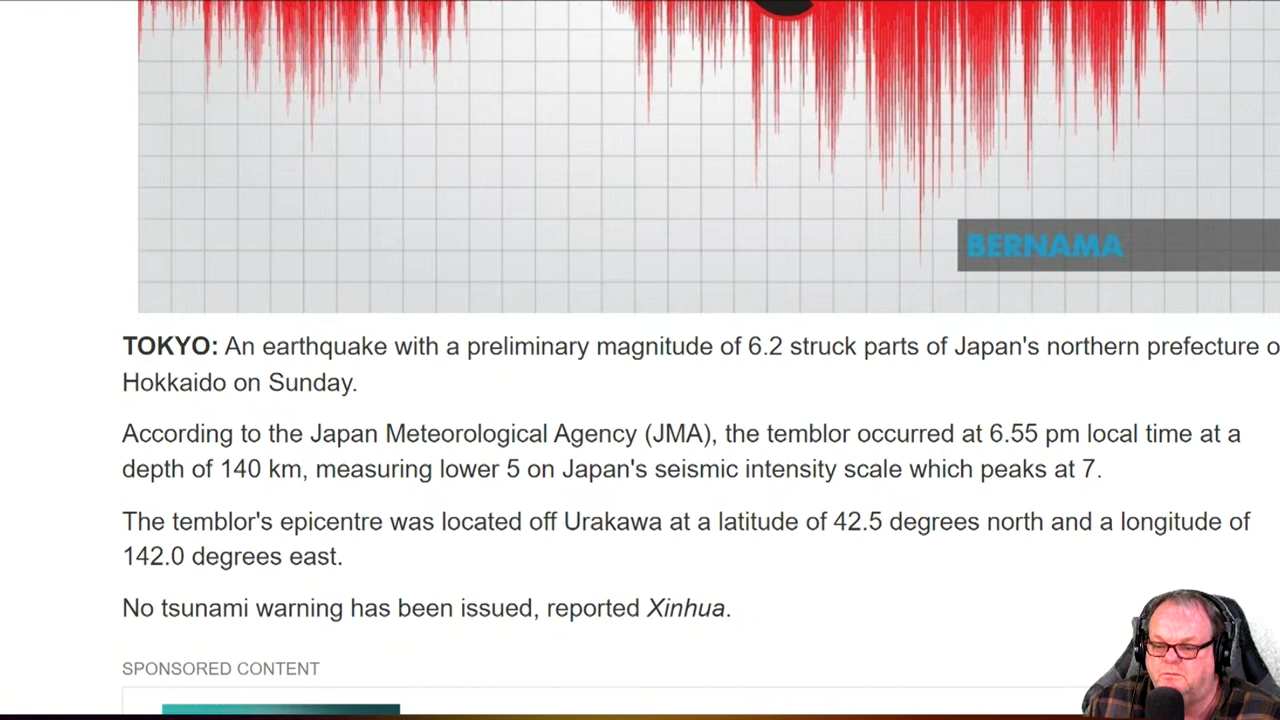 BERNAMA
TOKYO: An earthquake with a preliminary magnitude of 6.2 struck parts of Japan's northern prefecture o
Hokkaido on Sunday.
According to the Japan Meteorological Agency (JMA), the temblor occurred at 6.55 pm local time at a
depth of 140 km, measuring lower 5 on Japan's seismic intensity scale which peaks at 7.
The temblor's epicentre was located off Urakawa at a latitude of 42.5 degrees north and a longitude of
142.0 degrees east.
No tsunami warning has been issued, reported Xinhua.
SPONSORED CONTENT